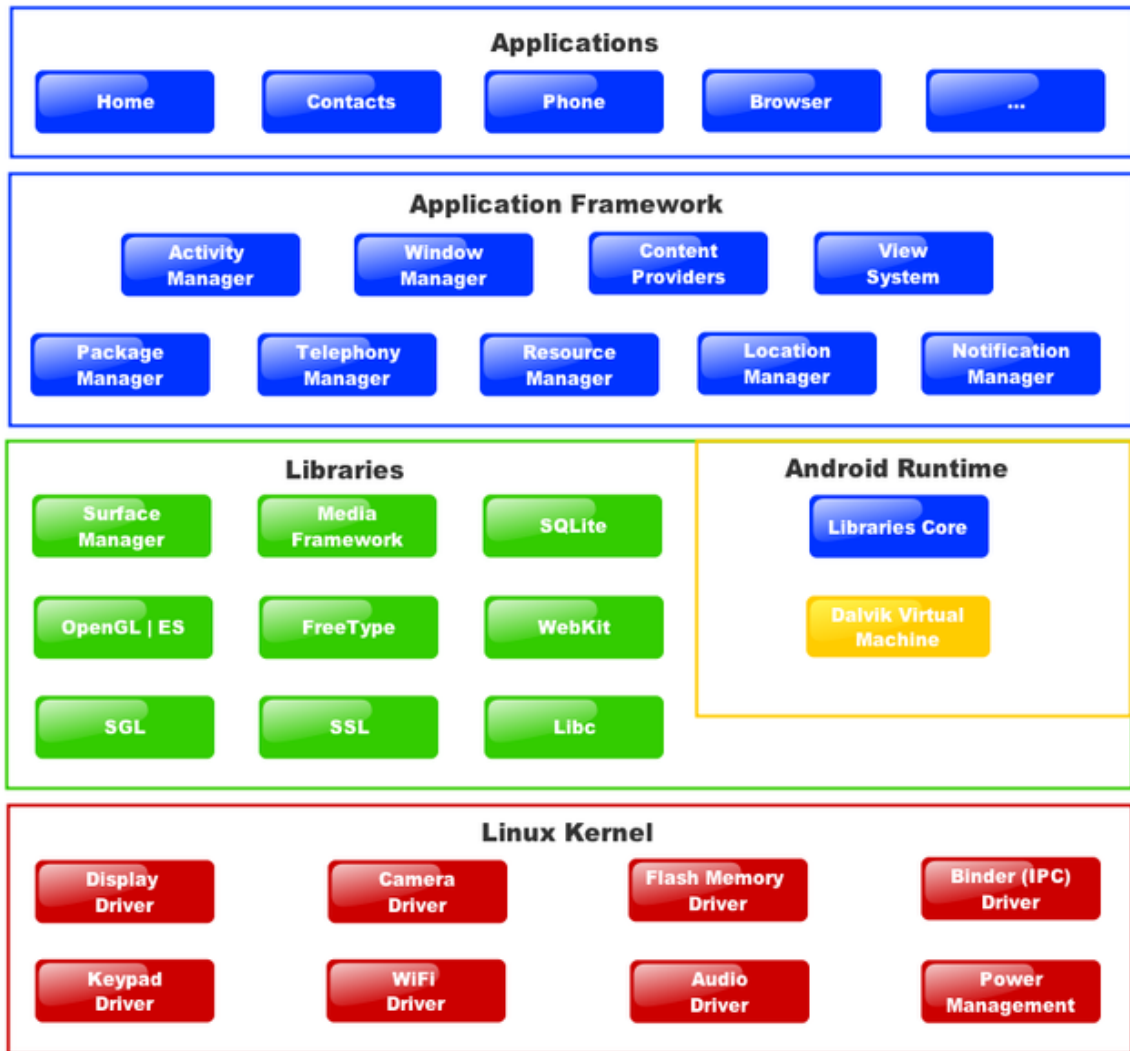 Applications
Home
Contacts
Phone
Browser
...
Application Framework
Activity
Manager
Window
Manager
Content
Providers
View
System
Package
Manager
Telephony
Manager
Resource
Manager
Location
Manager
Notification
Manager
Libraries
Surface
Manager
Media
Framework
SQLite
OpenGL | ES
FreeType
WebKit
SGL
SSL
Libc
Android Runtime
Libraries Core
Dalvik Virtual
Machine
Linux Kernel
Display
Driver
Camera
Driver
Flash Memory
Driver
Binder (IPC)
Driver
Keypad
Driver
WiFi
Driver
Audio
Driver
Power
Management